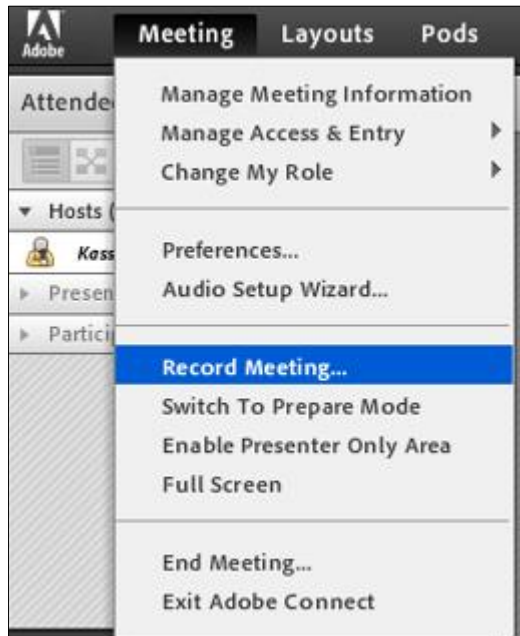 Adobe
Meeting Layouts Pods
Attende
Manage Meeting Information
Manage Access & Entry
Change My Role
Hosts (
Kass
Presen
Partici
Preferences...
Audio Setup Wizard...
Record Meeting...
Switch To Prepare Mode
Enable Presenter Only Area
Full Screen
End Meeting...
Exit Adobe Connect